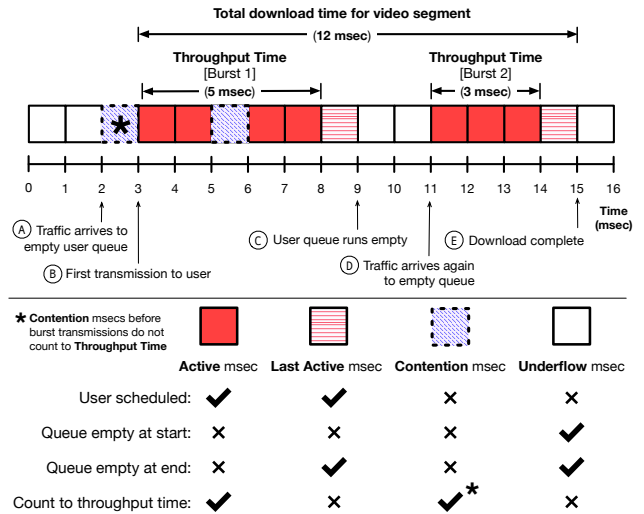 Total download time for video segment
(12 msec)
Throughput Time
[Burst 1]
(5 msec)
Throughput Time
[Burst 2]
(3 msec)
*
0 1 2 3 4 5 6 7 8 9 10 11 12 13 14 15 16
Time
(msec)
A Traffic arrives to
empty user queue
B First transmission to user
C User queue runs empty
D Traffic arrives again
to empty queue
E Download complete
* Contention msecs before
burst transmissions do not
count to Throughput Time
Active msec Last Active msec Contention msec Underflow msec
User scheduled: ✓ ✓ × ×
Queue empty at start: × × × ✓
Queue empty at end: × ✓ × ✓
Count to throughput time: ✓ × ✓* ×